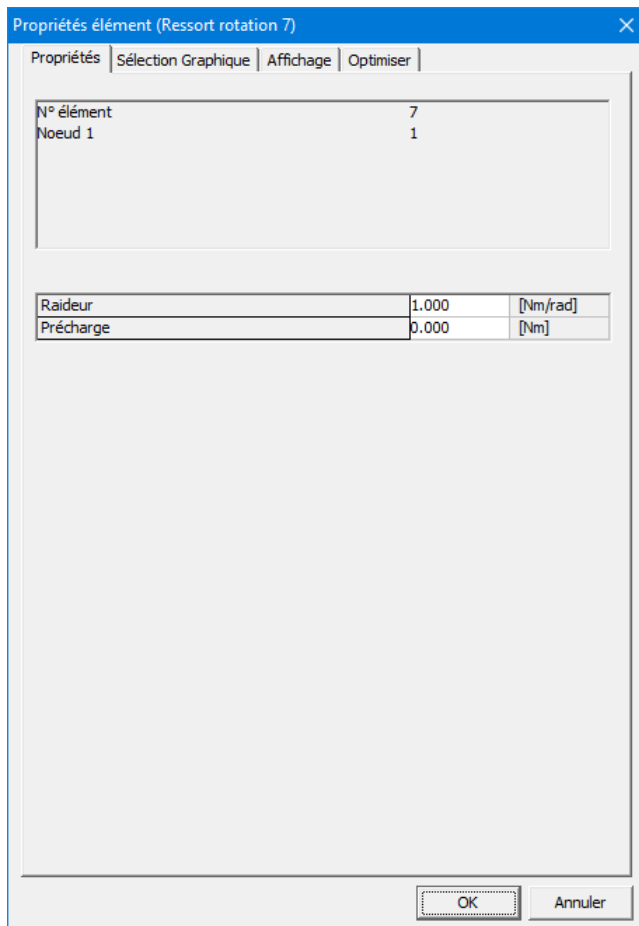 Propriétés élément (Ressort rotation 7)
Propriétés Sélection Graphique Affichage Optimiser
N° élément 7
Noeud 1 1
Raideur 1.000 [Nm/rad]
Précharge 0.000 [Nm]
OK Annuler